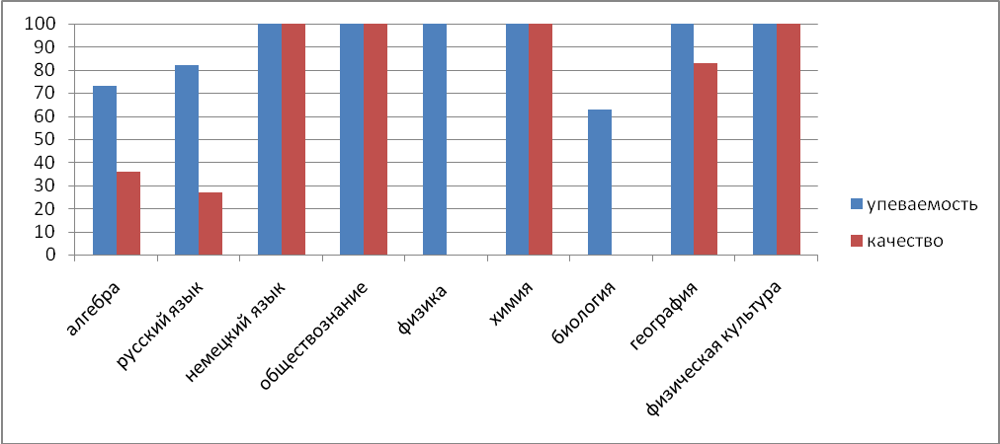 100
90
80
70
60
50
40
30
20
10
0
алгебра
русский язык
немецкий язык
обществознание
физика
химия
биология
география
физическая культура
упеваемость
качество